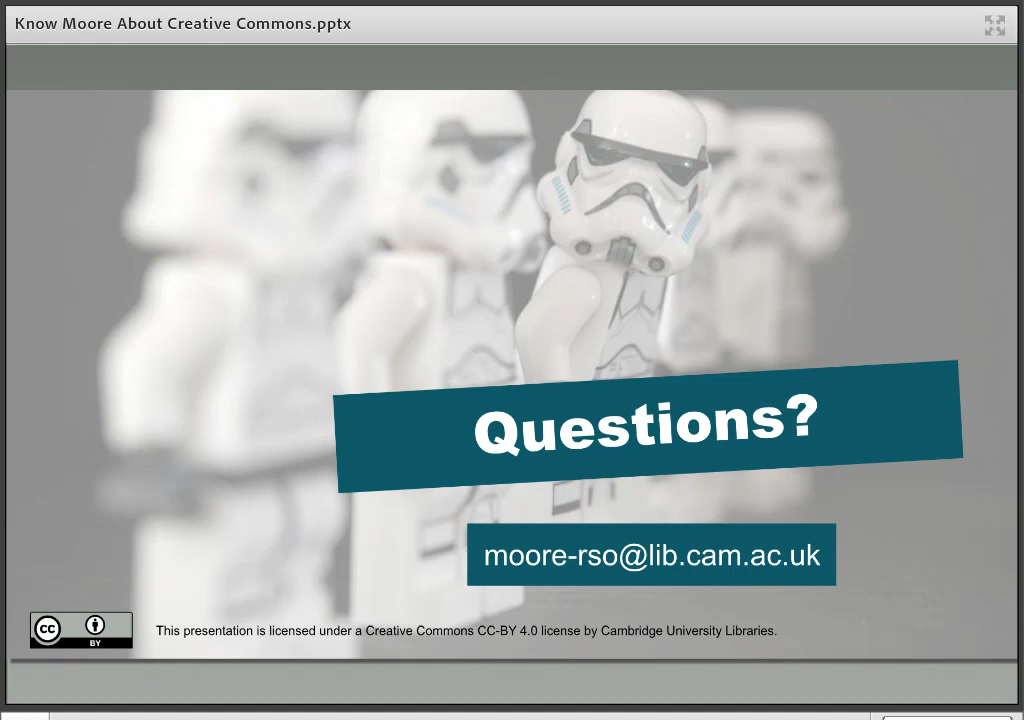 Know Moore About Creative Commons.pptx
Questions?
moore-rso@lib.cam.ac.uk
cc
BY
This presentation is licensed under a Creative Commons CC-BY 4.0 license by Cambridge University Libraries.